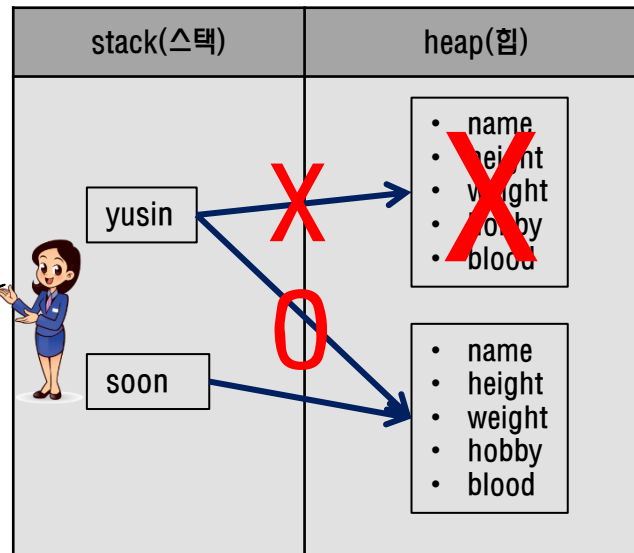 stack(스택)
heap(힙)
• name
• height
• weight
• hobby
• blood
X
X
yusin
O
soon
• name
• height
• weight
• hobby
• blood